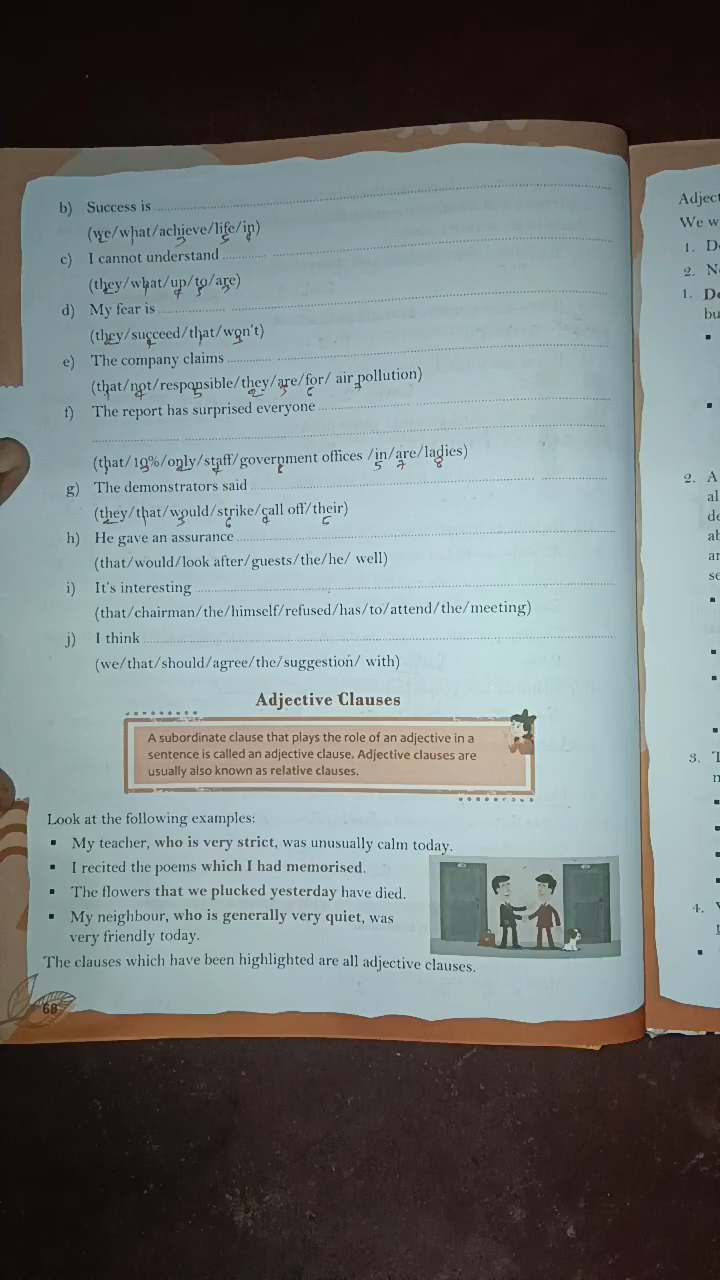 b) Success is
(we/what/achieve/life/in)
c) I cannot understand
(they/what/up/to/are)
d) My fear is
(they/succeed/that/won't)
e) The company claims
(that/not/responsible/they/are/for/ air pollution)
f) The report has surprised everyone
(that/ 10%/only/staff/government offices /in/are/ladies)
g) The demonstrators said
(they/that/would/strike/call off/their)
h) He gave an assurance
(that/would/look after/guests/the/he/ well)
i) It's interesting
(that/chairman/the/himself/refused/has/to/attend/the/meeting)
j) I think
(we/that/should/agree/the/suggestion/ with)
Adjective Clauses
A subordinate clause that plays the role of an adjective in a
sentence is called an adjective clause. Adjective clauses are
usually also known as relative clauses.
Look at the following examples:
▪ My teacher, who is very strict, was unusually calm today.
▪ I recited the poems which I had memorised.
▪ The flowers that we plucked yesterday have died.
▪ My neighbour, who is generally very quiet, was
very friendly today.
The clauses which have been highlighted are all adjective clauses.
68
We w
1.
2.
1.
2. A
3.
4.